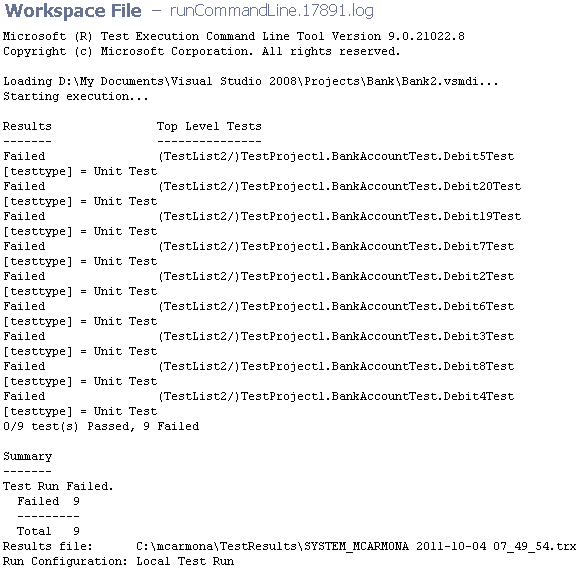 Workspace File – runCommandLine.17891.log
Microsoft (R) Test Execution Command Line Tool Version 9.0.21022.8
Copyright (c) Microsoft Corporation. All rights reserved.
Loading D:\My Documents\Visual Studio 2008\Projects\Bank\Bank2.vsmdi...
Starting execution...
Results Top Level Tests
------- ---------------
Failed (TestList2/)TestProject1.BankAccountTest.Debit5Test
[testtype] = Unit Test
Failed (TestList2/)TestProject1.BankAccountTest.Debit20Test
[testtype] = Unit Test
Failed (TestList2/)TestProject1.BankAccountTest.Debit19Test
[testtype] = Unit Test
Failed (TestList2/)TestProject1.BankAccountTest.Debit7Test
[testtype] = Unit Test
Failed (TestList2/)TestProject1.BankAccountTest.Debit2Test
[testtype] = Unit Test
Failed (TestList2/)TestProject1.BankAccountTest.Debit6Test
[testtype] = Unit Test
Failed (TestList2/)TestProject1.BankAccountTest.Debit3Test
[testtype] = Unit Test
Failed (TestList2/)TestProject1.BankAccountTest.Debit8Test
[testtype] = Unit Test
Failed (TestList2/)TestProject1.BankAccountTest.Debit4Test
[testtype] = Unit Test
0/9 test(s) Passed, 9 Failed
Summary
-------
Test Run Failed.
Failed 9
---------
Total 9
Results file: C:\mcarmona\TestResults\SYSTEM_MCARMONA 2011-10-04 07_49_54.trx
Run Configuration: Local Test Run